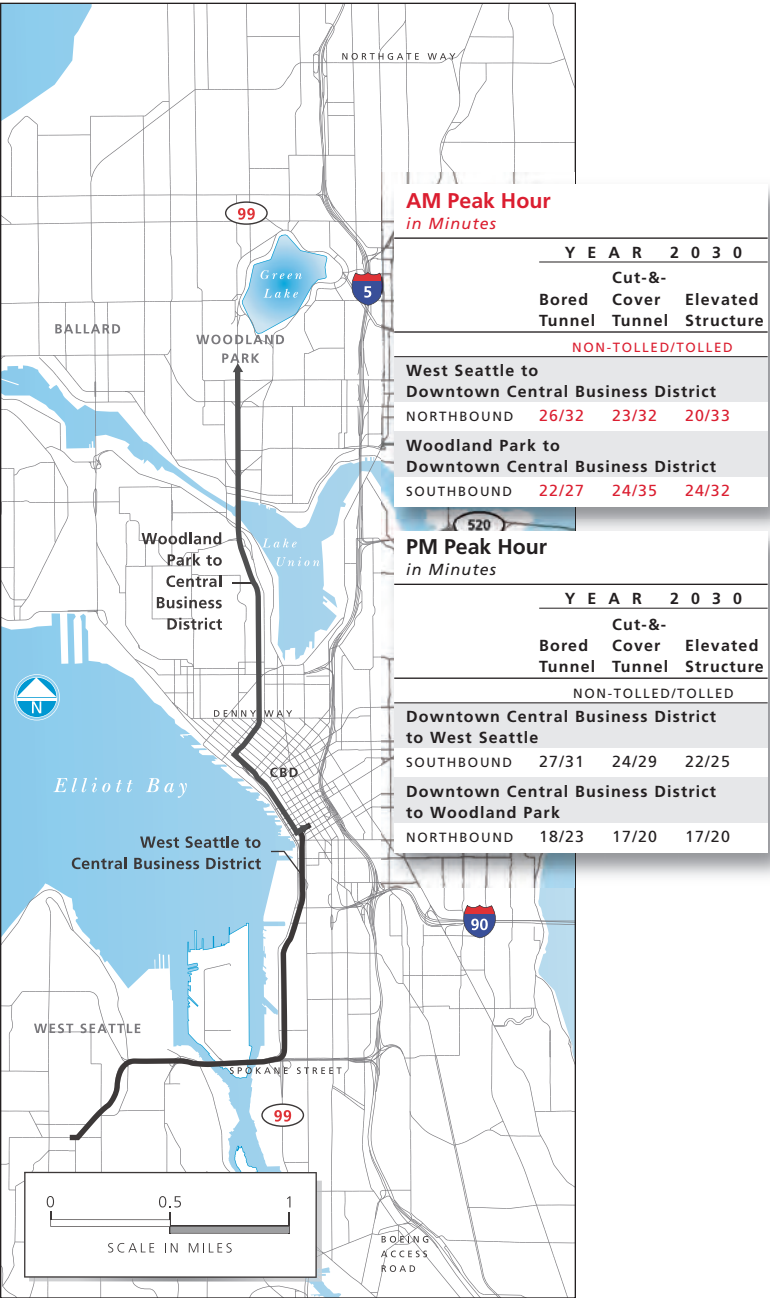 NORTHGATE WAY
99
Green
Lake
5
BALLARD
WOODLAND
PARK
Woodland
Park to
Central
Business
District
Lake
Union
520
N
DENNY WAY
CBD
Elliott Bay
West Seattle to
Central Business District
90
WEST SEATTLE
SPOKANE STREET
99
0 0.5 1
SCALE IN MILES
BOEING
ACCESS
ROAD
AM Peak Hour
in Minutes
YEAR 2030
Cut-&-
Bored Cover Elevated
Tunnel Tunnel Structure
NON-TOLLED/TOLLED
West Seattle to
Downtown Central Business District
NORTHBOUND 26/32 23/32 20/33
Woodland Park to
Downtown Central Business District
SOUTHBOUND 22/27 24/35 24/32
PM Peak Hour
in Minutes
YEAR 2030
Cut-&-
Bored Cover Elevated
Tunnel Tunnel Structure
NON-TOLLED/TOLLED
Downtown Central Business District
to West Seattle
SOUTHBOUND 27/31 24/29 22/25
Downtown Central Business District
to Woodland Park
NORTHBOUND 18/23 17/20 17/20